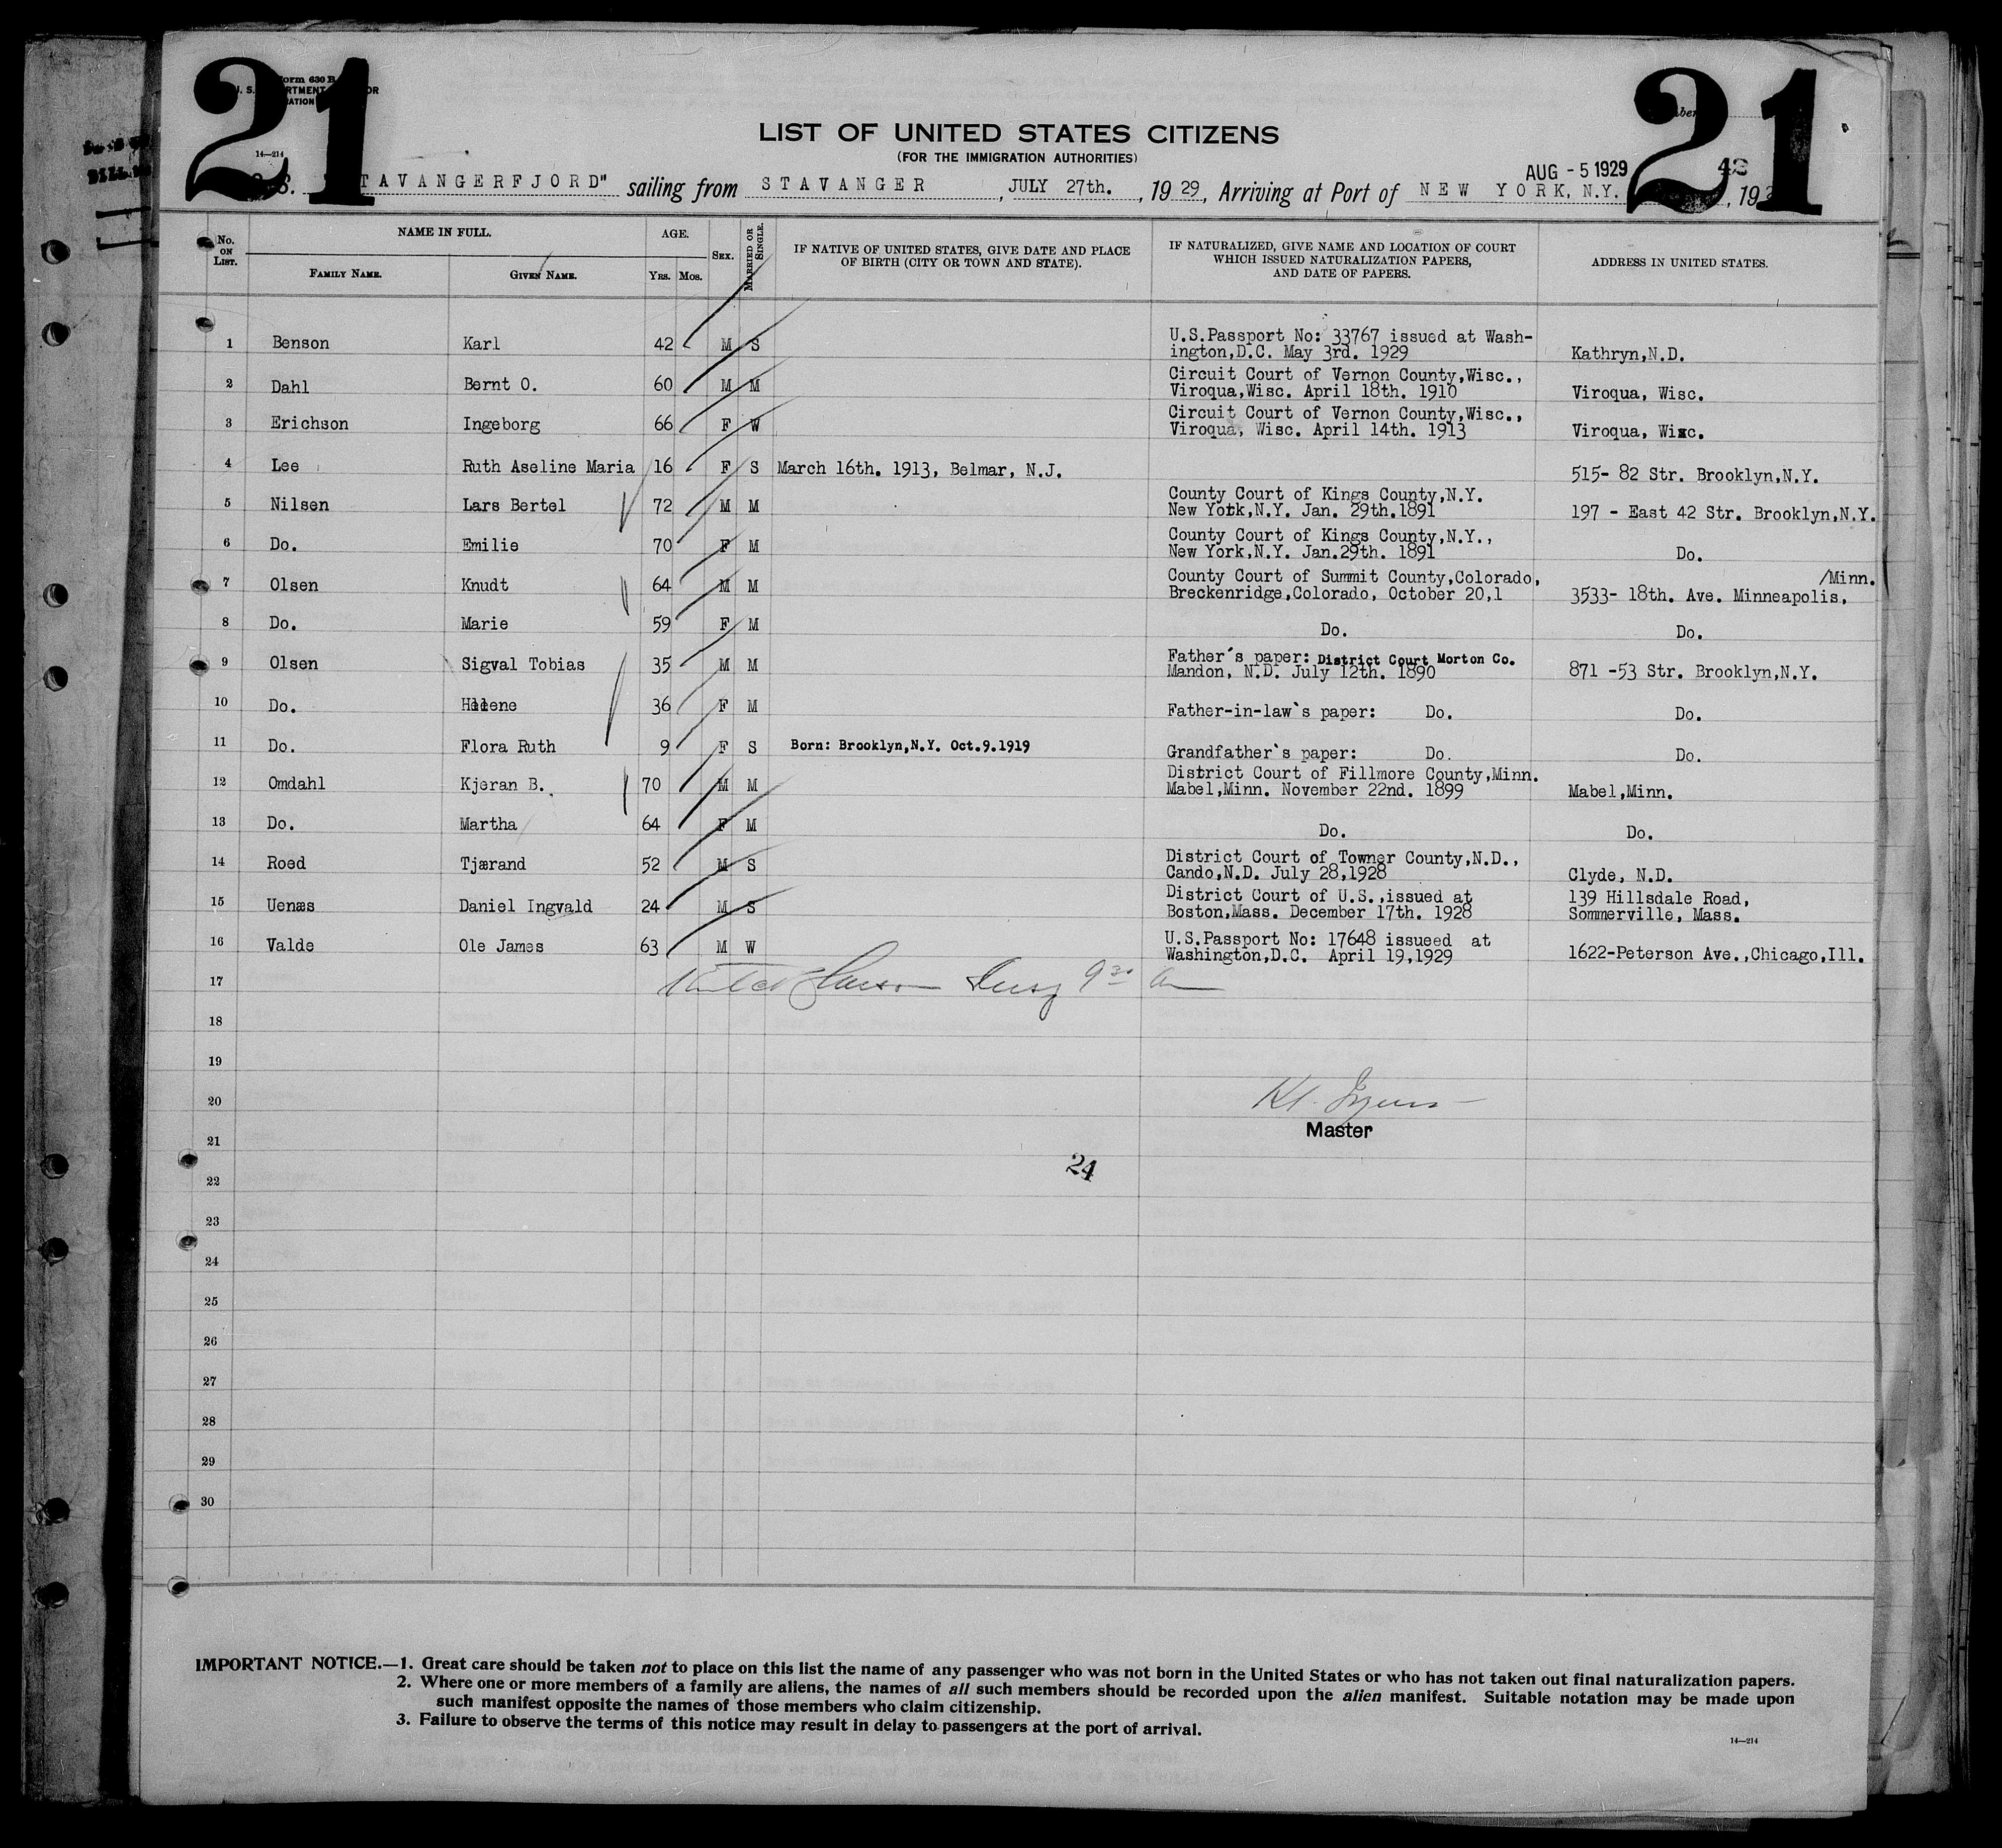 21
21
Form 630 B
14—214
LIST OF UNITED STATES CITIZENS
(FOR THE IMMIGRATION AUTHORITIES)
AUG - 5 1929
S. TAVANGERFJORD" sailing from STAVANGER, JULY 27th., 19 29, Arriving at Port of NEW YORK, N.Y. , 19
No. ON LIST.
NAME IN FULL.
FAMILY NAME.
GIVEN NAME.
AGE.
YRS. MOS.
SEX.
MARRIED OR SINGLE.
IF NATIVE OF UNITED STATES, GIVE DATE AND PLACE
OF BIRTH (CITY OR TOWN AND STATE).
IF NATURALIZED, GIVE NAME AND LOCATION OF COURT
WHICH ISSUED NATURALIZATION PAPERS,
AND DATE OF PAPERS.
ADDRESS IN UNITED STATES.
1 Benson Karl 42 M S U.S.Passport No: 33767 issued at Wash-
ington,D.C. May 3rd. 1929 Kathryn,N.D.
2 Dahl Bernt O. 60 M M Circuit Court of Vernon County,Wisc.,
Viroqua,Wisc. April 18th. 1910 Viroqua, Wisc.
3 Erichson Ingeborg 66 F W Circuit Court of Vernon County,Wisc.,
Viroqua, Wisc. April 14th. 1913 Viroqua, Wisc.
4 Lee Ruth Aseline Maria 16 F S March 16th. 1913, Belmar, N.J. 515- 82 Str. Brooklyn,N.Y.
5 Nilsen Lars Bertel 72 M M County Court of Kings County,N.Y.
New York,N.Y. Jan. 29th.1891 197 - East 42 Str. Brooklyn,N.Y.
6 Do. Emilie 70 F M County Court of Kings County,N.Y.,
New York,N.Y. Jan.29th. 1891 Do.
7 Olsen Knudt 64 M M County Court of Summit County,Colorado, /Minn.
Breckenridge,Colorado, October 20,1 3533- 18th. Ave. Minneapolis,
8 Do. Marie 59 F M Do. Do.
9 Olsen Sigval Tobias 35 M M Father's paper: District Court Morton Co.
Mandon, N.D. July 12th. 1890 871 -53 Str. Brooklyn,N.Y.
10 Do. Helene 36 F M Father-in-law`s paper: Do. Do.
11 Do. Flora Ruth 9 F S Born: Brooklyn,N.Y. Oct.9.1919 Grandfather`s paper: Do. Do.
12 Omdahl Kjeran B. 70 M M District Court of Fillmore County,Minn.
Mabel,Minn. November 22nd. 1899 Mabel,Minn.
13 Do. Martha 64 F M Do. Do.
14 Roed Tjærand 52 M S District Court of Towner County,N.D.,
Cando,N.D. July 28,1928 Clyde, N.D.
15 Uenæs Daniel Ingvald 24 M S District Court of U.S.,issued at 139 Hillsdale Road,
Boston,Mass. December 17th. 1928 Sommerville, Mass.
16 Valde Ole James 63 M W U.S.Passport No: 17648 issueed at
Washington,D.C. April 19,1929 1622-Peterson Ave.,Chicago,Ill.
17
18
19
20
Master
21
24
22
23
24
25
26
27
28
29
30
IMPORTANT NOTICE.—1. Great care should be taken not to place on this list the name of any passenger who was not born in the United States or who has not taken out final naturalization papers.
2. Where one or more members of a family are aliens, the names of all such members should be recorded upon the alien manifest. Suitable notation may be made upon
such manifest opposite the names of those members who claim citizenship.
3. Failure to observe the terms of this notice may result in delay to passengers at the port of arrival.
14—214